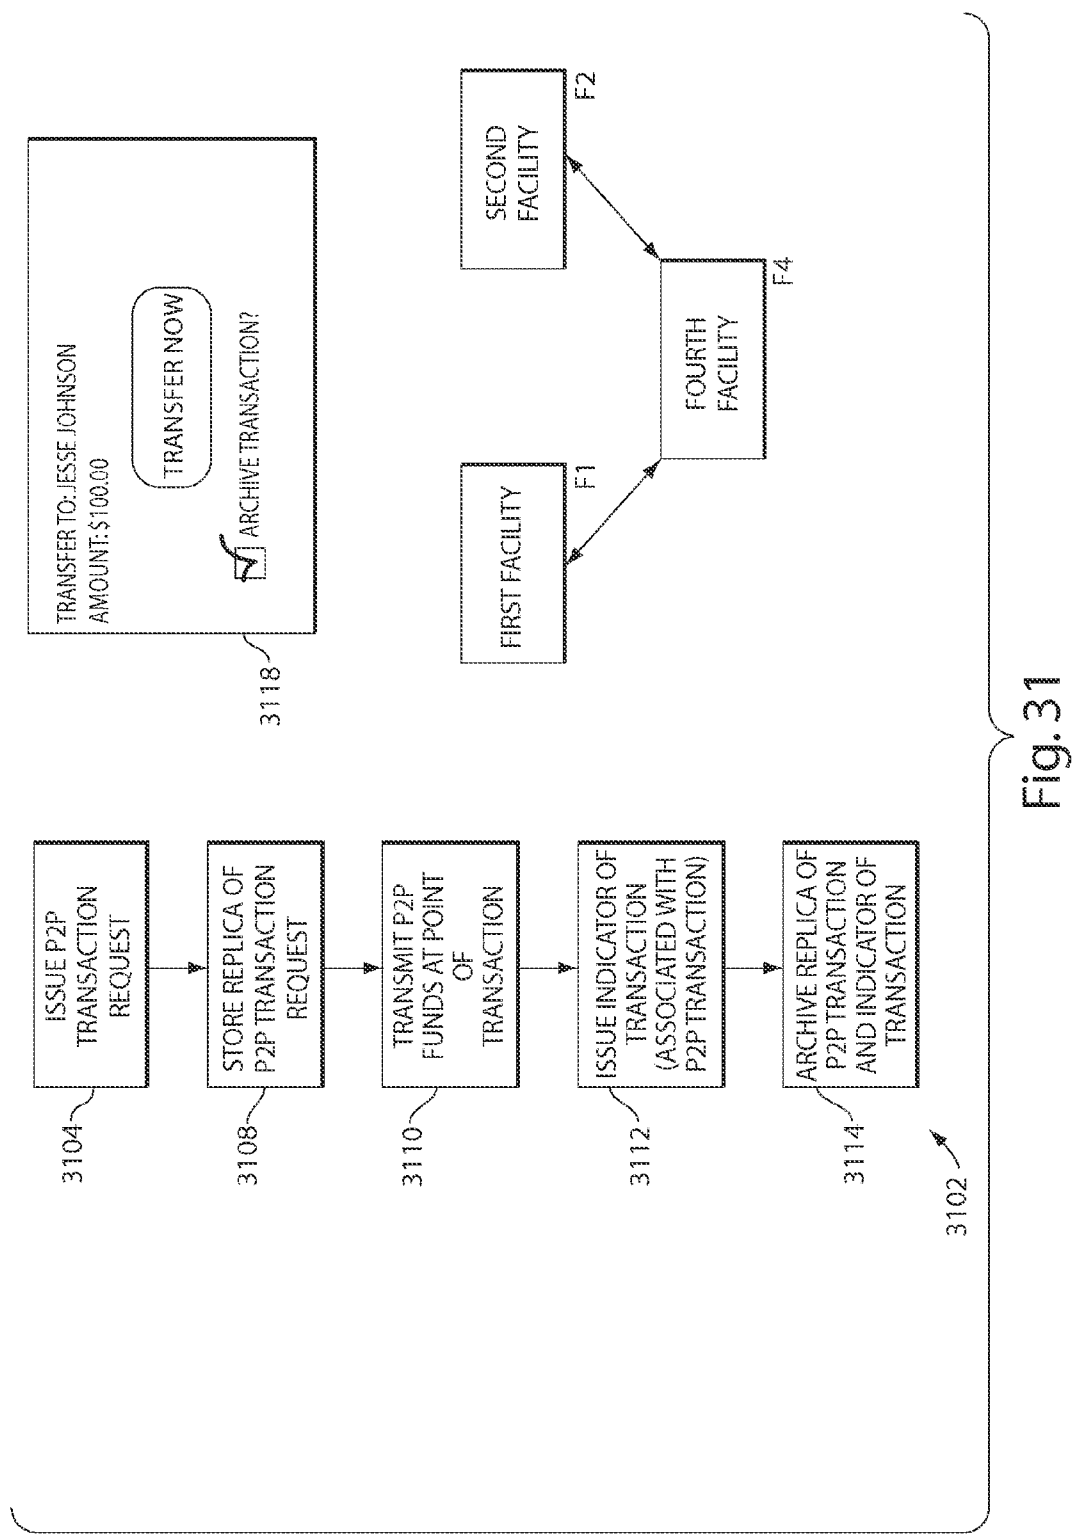 3104
ISSUE P2P
TRANSACTION
REQUEST
3108
STORE REPLICA OF
P2P TRANSACTION
REQUEST
3110
TRANSMIT P2P
FUNDS AT POINT
OF
TRANSACTION
3112
ISSUE INDICATOR OF
TRANSACTION
(ASSOCIATED WITH
P2P TRANSACTION)
3114
ARCHIVE REPLICA OF
P2P TRANSACTION
AND INDICATOR OF
TRANSACTION
3102
TRANSFER TO: JESSE JOHNSON
AMOUNT: $100.00
TRANSFER NOW
ARCHIVE TRANSACTION?
3118
FIRST FACILITY
F1
SECOND
FACILITY
F2
FOURTH
FACILITY
F4
Fig. 31